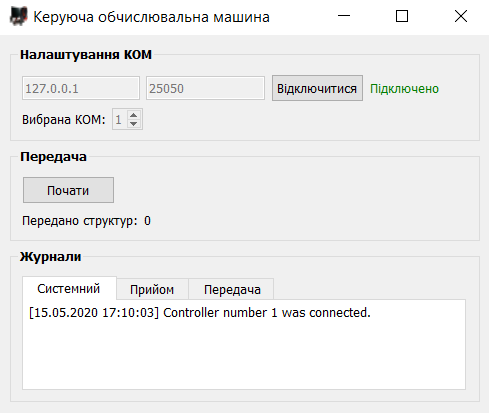 Керуюча обчислювальна машина
Налаштування КОМ
127.0.0.1 25050 Відключитися Підключено
Вибрана КОМ: 1
Передача
Почати
Передано структур: 0
Журнали
Системний Прийом Передача
[15.05.2020 17:10:03] Controller number 1 was connected.